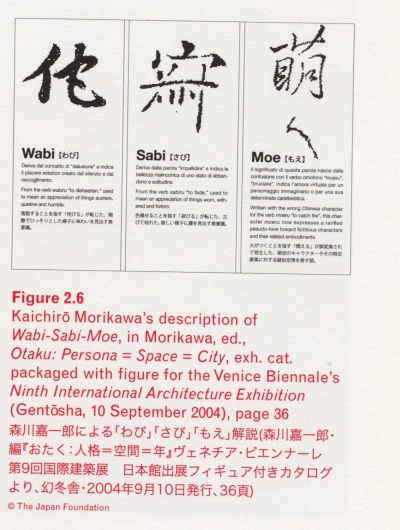 侘
Wabi【わび】
Deriva dal concetto di "delusione" e indica
il piacere estetico creato dal silenzio e dal
raccoglimento.
From the verb wabiru "to dishearten," used
to mean an appreciation of things austere,
quiet and humble.
落胆することを指す「侘びる」が転じた、閑
静でひっそりとした様子に味わいを見出す美
意識。
寂
Sabi【さび】
Deriva dalla parola "impallidire" e indica la
bellezza malinconica di uno stato di abban-
dono e solitudine.
From the verb sabiru "to fade," used to
mean an appreciation of things worn, with-
ered and forlorn.
色褪せることを指す「寂びる」が転じた、古
びて枯れた、寂しい様子に趣を見出す美意識。
萌え
Moe【もえ】
Il significato di questa parola nasce dalla
confusione con il verbo omofono "moeru",
"bruciare": indica l'amore virtuale per un
personaggio immaginario o per una sua
determinata caratteristica.
Written with the wrong Chinese character
for the verb moeru "to catch fire", this char-
acter moeru now expresses a rarified
pseudo-love toward fictitious characters
and their related embodiments.
火がつくことを指す「燃える」が誤変換され
て発生した、架空のキャラクターやその特定
要素に対する疑似恋愛を表す語。
Figure 2.6
Kaichirō Morikawa's description of
Wabi-Sabi-Moe, in Morikawa, ed.,
Otaku: Persona = Space = City, exh. cat.
packaged with figure for the Venice Biennale's
Ninth International Architecture Exhibition
(Gentōsha, 10 September 2004), page 36
森川嘉一郎による「わび」「さび」「もえ」解説(森川嘉一郎・
編『おたく:人格=空間=年』ヴェネチア・ビエンナーレ
第9回国際建築展　日本館出展フィギュア付きカタログ
より、幻冬舎・2004年9月10日発行、36頁)
© The Japan Foundation